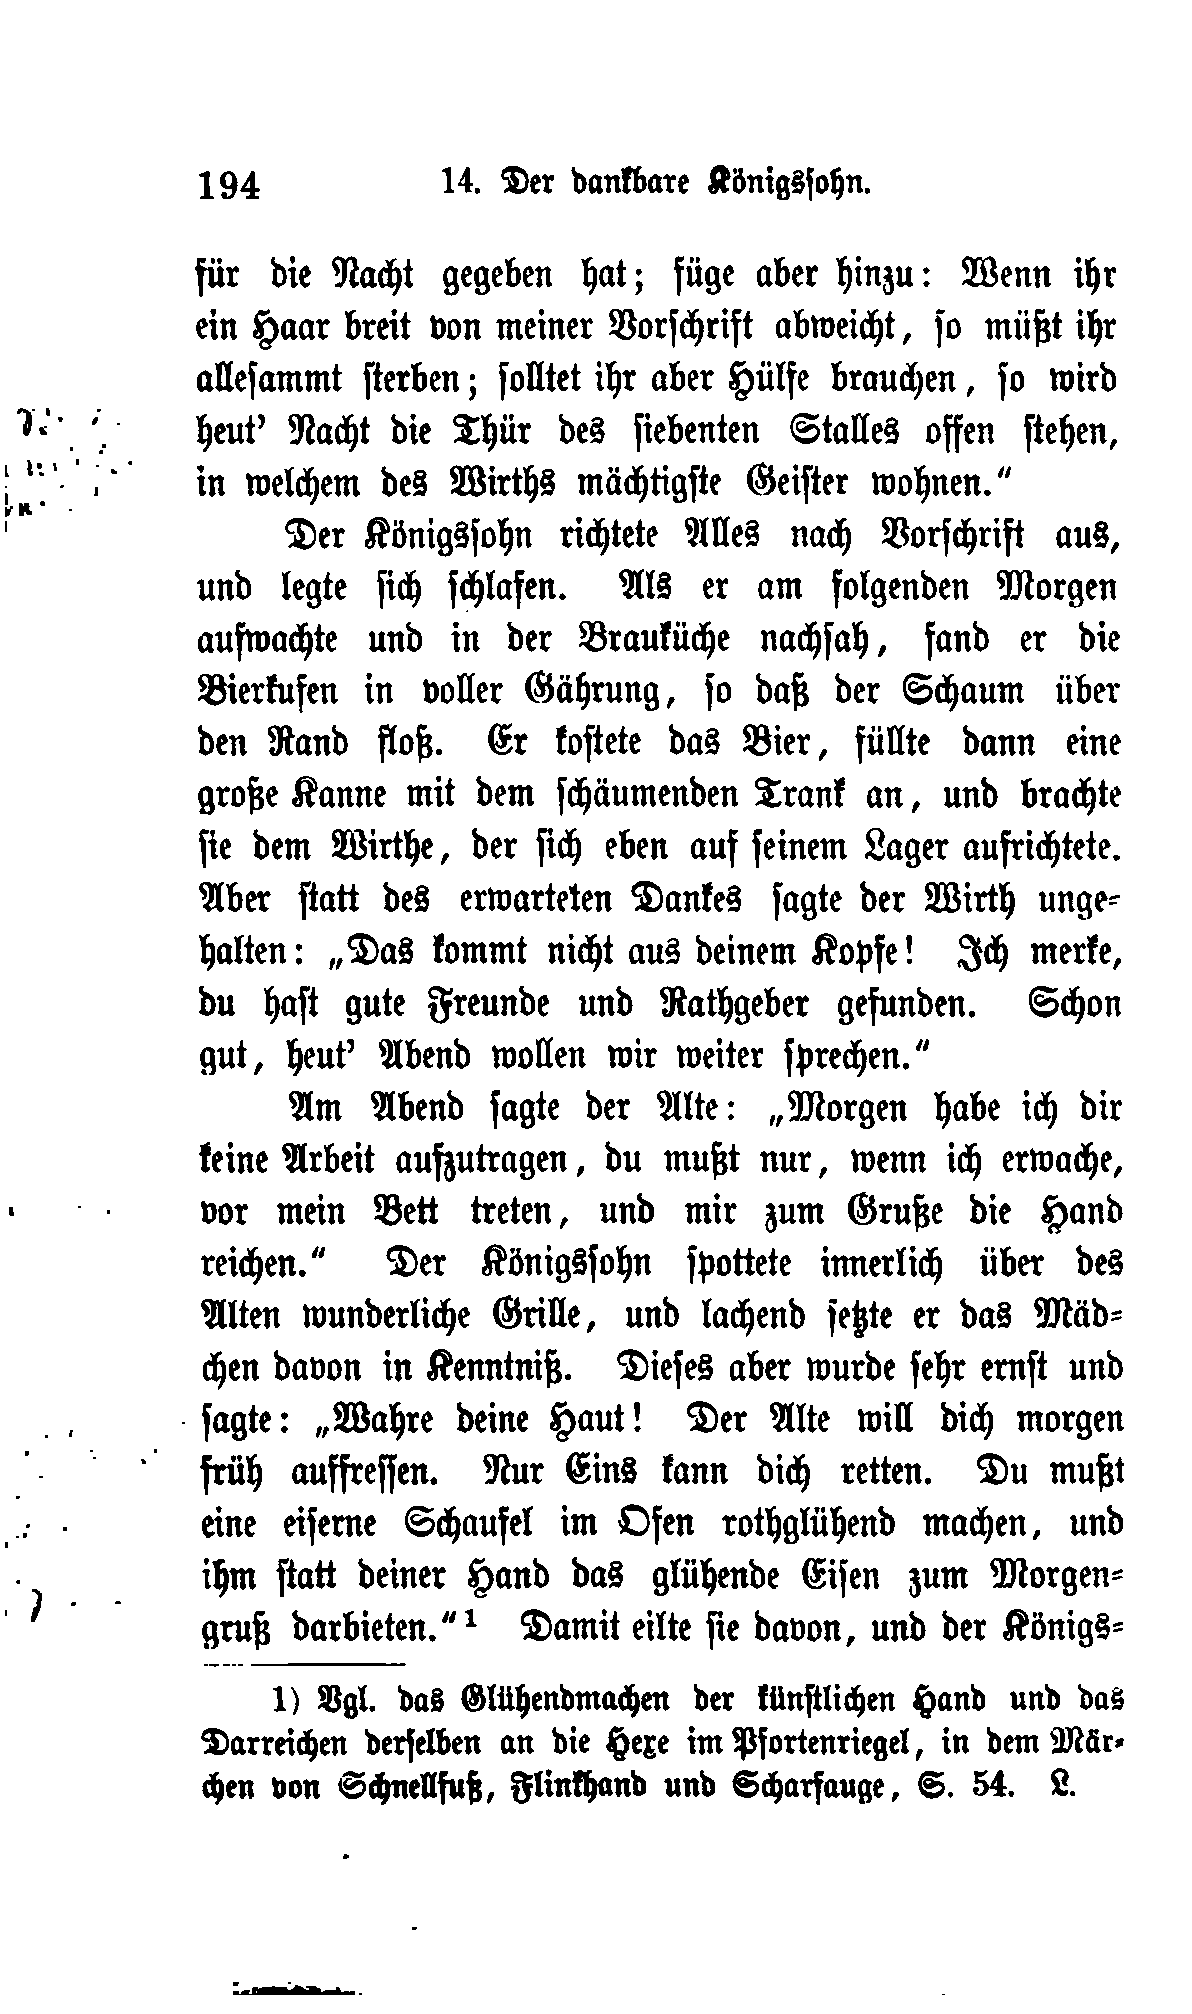 194 14. Der dankbare Königssohn.
für die Nacht gegeben hat; füge aber hinzu: Wenn ihr
ein Haar breit von meiner Vorschrift abweicht, so müßt ihr
allesammt sterben; solltet ihr aber Hülfe brauchen, so wird
heut' Nacht die Thür des siebenten Stalles offen stehen,
in welchem des Wirths mächtigste Geister wohnen.“
Der Königssohn richtete Alles nach Vorschrift aus,
und legte sich schlafen. Als er am folgenden Morgen
aufwachte und in der Brauküche nachsah, fand er die
Bierkufen in voller Gährung, so daß der Schaum über
den Rand floß. Er kostete das Bier, füllte dann eine
große Kanne mit dem schäumenden Trank an, und brachte
sie dem Wirthe, der sich eben auf seinem Lager aufrichtete.
Aber statt des erwarteten Dankes sagte der Wirth unge-
halten: „Das kommt nicht aus deinem Kopfe! Ich merke,
du hast gute Freunde und Rathgeber gefunden. Schon
gut, heut' Abend wollen wir weiter sprechen.“
Am Abend sagte der Alte: „Morgen habe ich dir
keine Arbeit aufzutragen, du mußt nur, wenn ich erwache,
vor mein Bett treten, und mir zum Gruße die Hand
reichen.“ Der Königssohn spottete innerlich über des
Alten wunderliche Grille, und lachend setzte er das Mäd-
chen davon in Kenntniß. Dieses aber wurde sehr ernst und
sagte: „Wahre deine Haut! Der Alte will dich morgen
früh auffressen. Nur Eins kann dich retten. Du mußt
eine eiserne Schaufel im Ofen rothglühend machen, und
ihm statt deiner Hand das glühende Eisen zum Morgen-
gruß darbieten.“¹ Damit eilte sie davon, und der Königs-
1) Vgl. das Glühendmachen der künstlichen Hand und das
Darreichen derselben an die Hexe im Pfortenriegel, in dem Mär-
chen von Schnellfuß, Flinkhand und Scharfauge, S. 54. L.